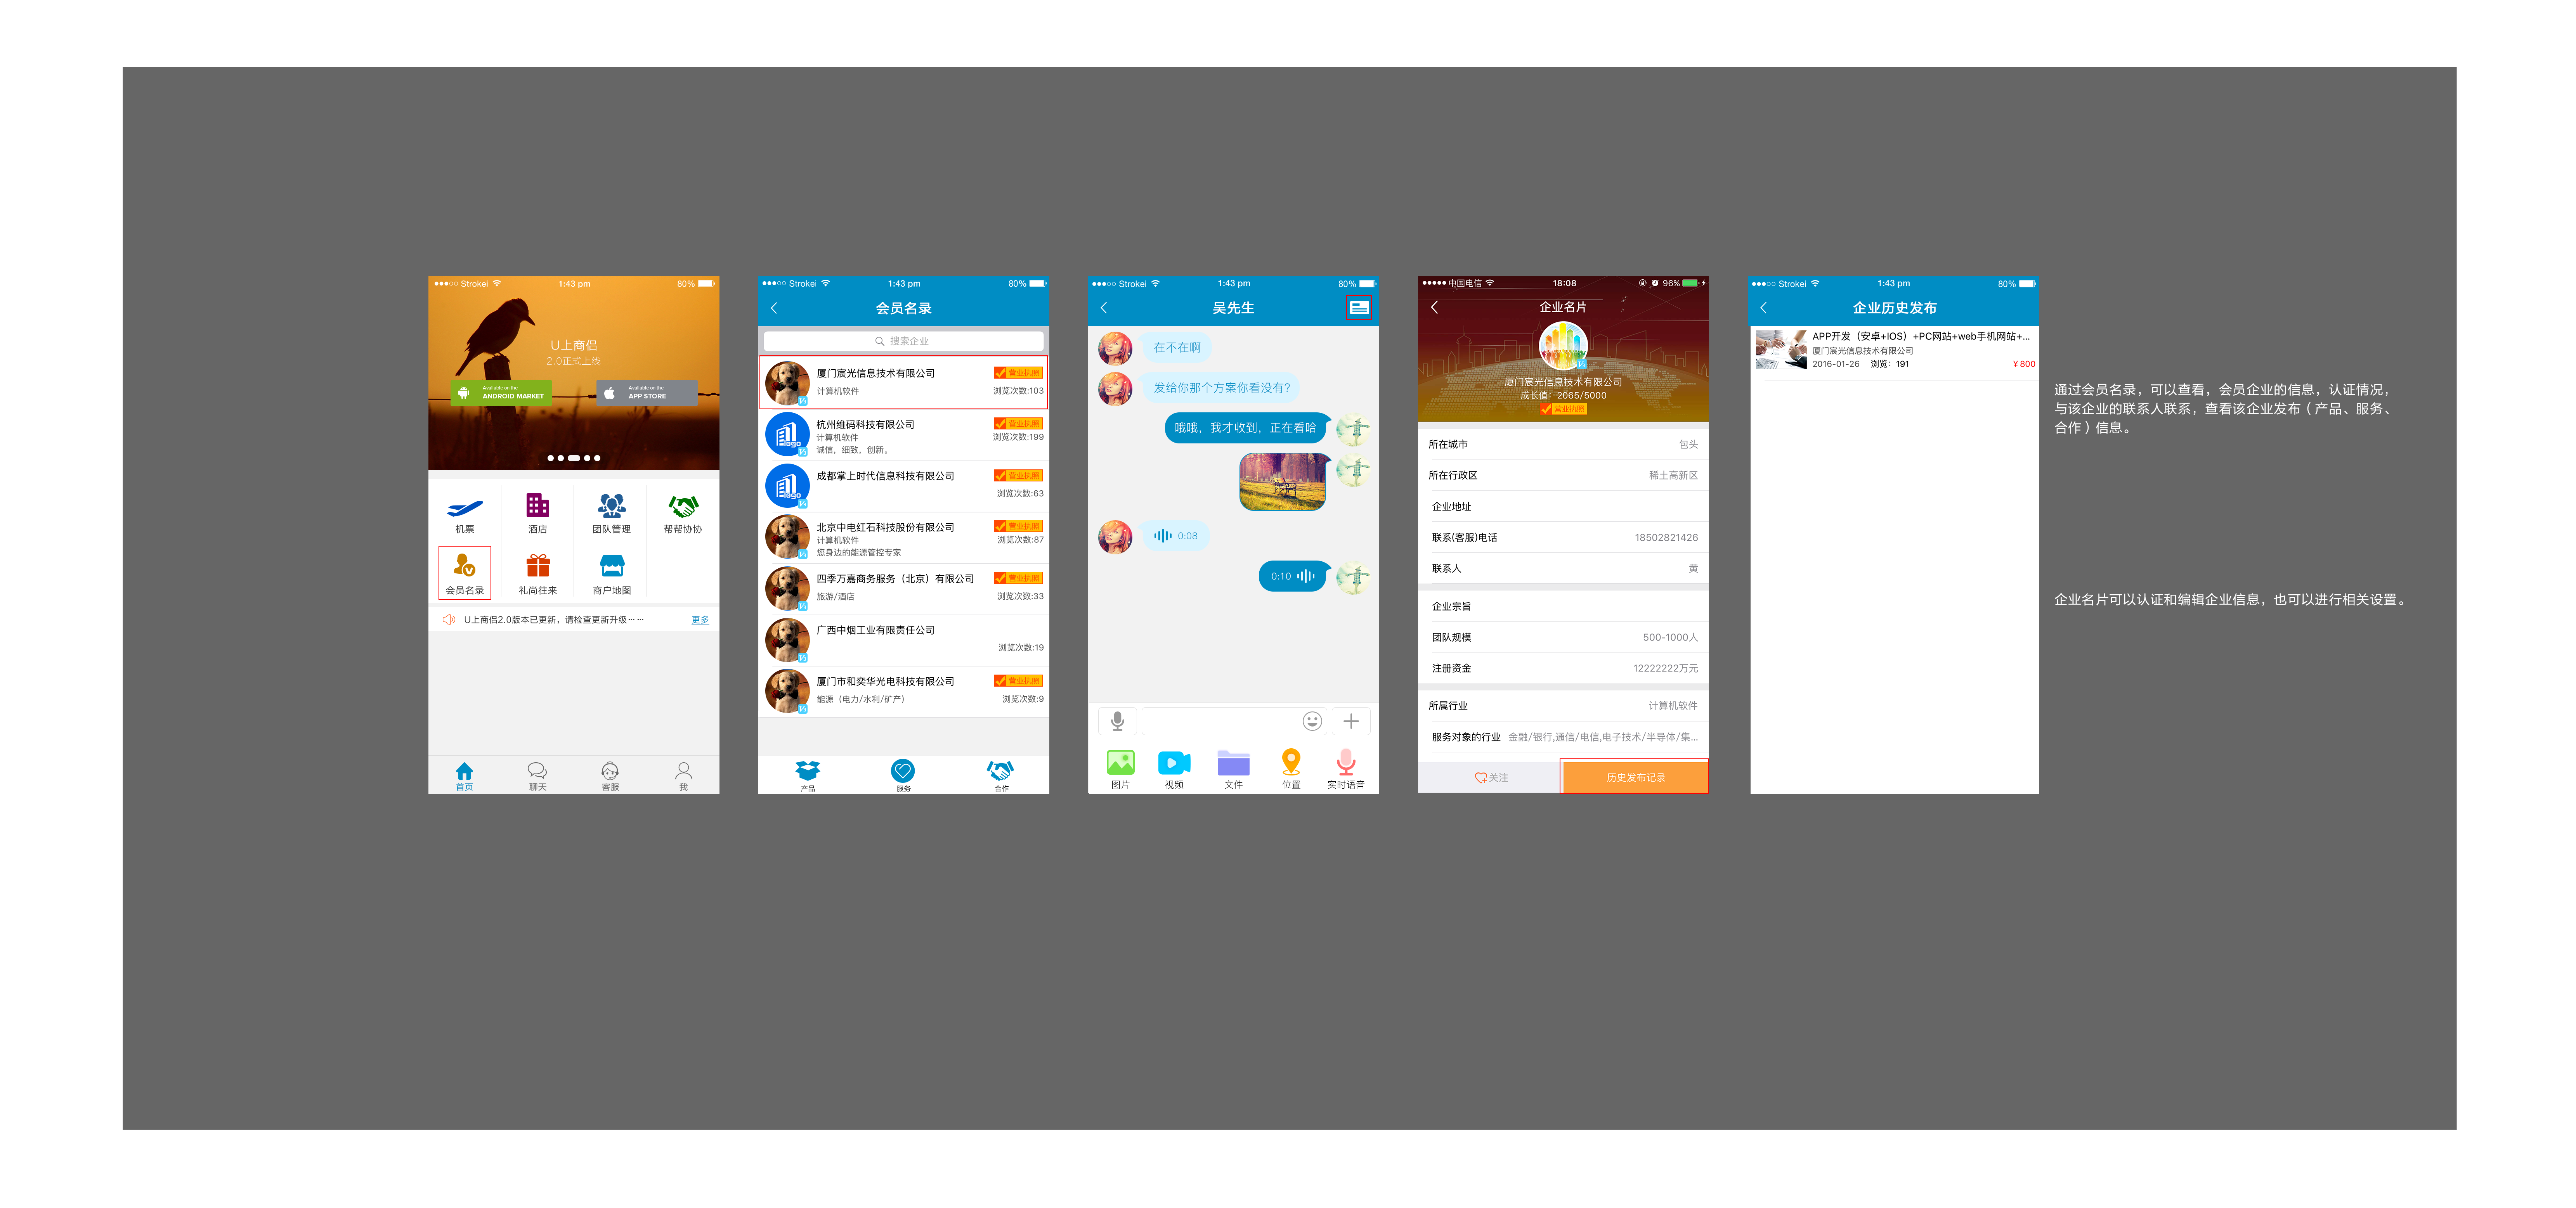 Strokei
1:43 pm
80%
U上商侣
2.0正式上线
Available on the
ANDROID MARKET
Available on the
APP STORE
机票
酒店
团队管理
帮帮协协
会员名录
礼尚往来
商户地图
U上商侣2.0版本已更新，请检查更新升级……
更多
首页
聊天
客服
我
Strokei
1:43 pm
80%
会员名录
搜索企业
厦门宸光信息技术有限公司
营业执照
计算机软件
浏览次数:103
杭州维码科技有限公司
营业执照
计算机软件
浏览次数:199
诚信，细致，创新。
logo
成都掌上时代信息科技有限公司
营业执照
浏览次数:63
logo
北京中电红石科技股份有限公司
营业执照
计算机软件
浏览次数:87
您身边的能源管控专家
四季万嘉商务服务（北京）有限公司
营业执照
旅游/酒店
浏览次数:33
广西中烟工业有限责任公司
浏览次数:19
厦门市和奕华光电科技有限公司
营业执照
能源（电力/水利/矿产）
浏览次数:9
产品
服务
合作
Strokei
1:43 pm
80%
吴先生
在不在啊
发给你那个方案你看没有?
哦哦，我才收到，正在看哈
0:08
0:10
图片
视频
文件
位置
实时语音
中国电信
18:08
96%
企业名片
厦门宸光信息技术有限公司
成长值：2065/5000
营业执照
所在城市
包头
所在行政区
稀土高新区
企业地址
联系(客服)电话
18502821426
联系人
黄
企业宗旨
团队规模
500-1000人
注册资金
12222222万元
所属行业
计算机软件
服务对象的行业
金融/银行,通信/电信,电子技术/半导体/集...
关注
历史发布记录
Strokei
1:43 pm
80%
企业历史发布
APP开发（安卓+IOS）+PC网站+web手机网站+...
厦门宸光信息技术有限公司
2016-01-26
浏览：191
¥800
通过会员名录，可以查看，会员企业的信息，认证情况，
与该企业的联系人联系，查看该企业发布（产品、服务、
合作）信息。
企业名片可以认证和编辑企业信息，也可以进行相关设置。